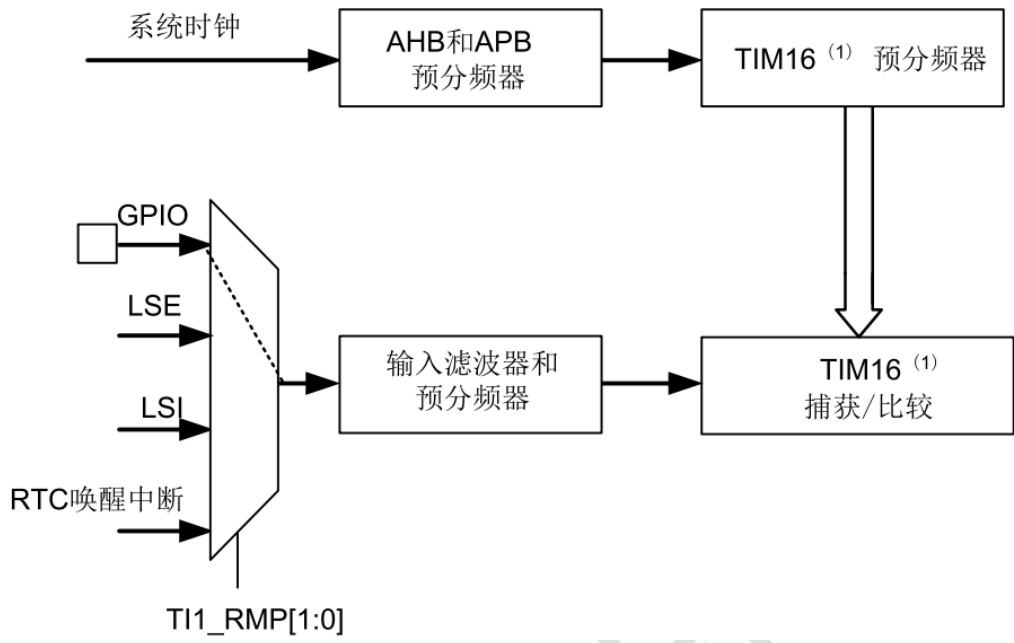 系统时钟
AHB和APB
预分频器
TIM16 (1) 预分频器
GPIO
LSE
LSI
RTC唤醒中断
输入滤波器和
预分频器
TIM16 (1)
捕获/比较
TI1_RMP[1:0]